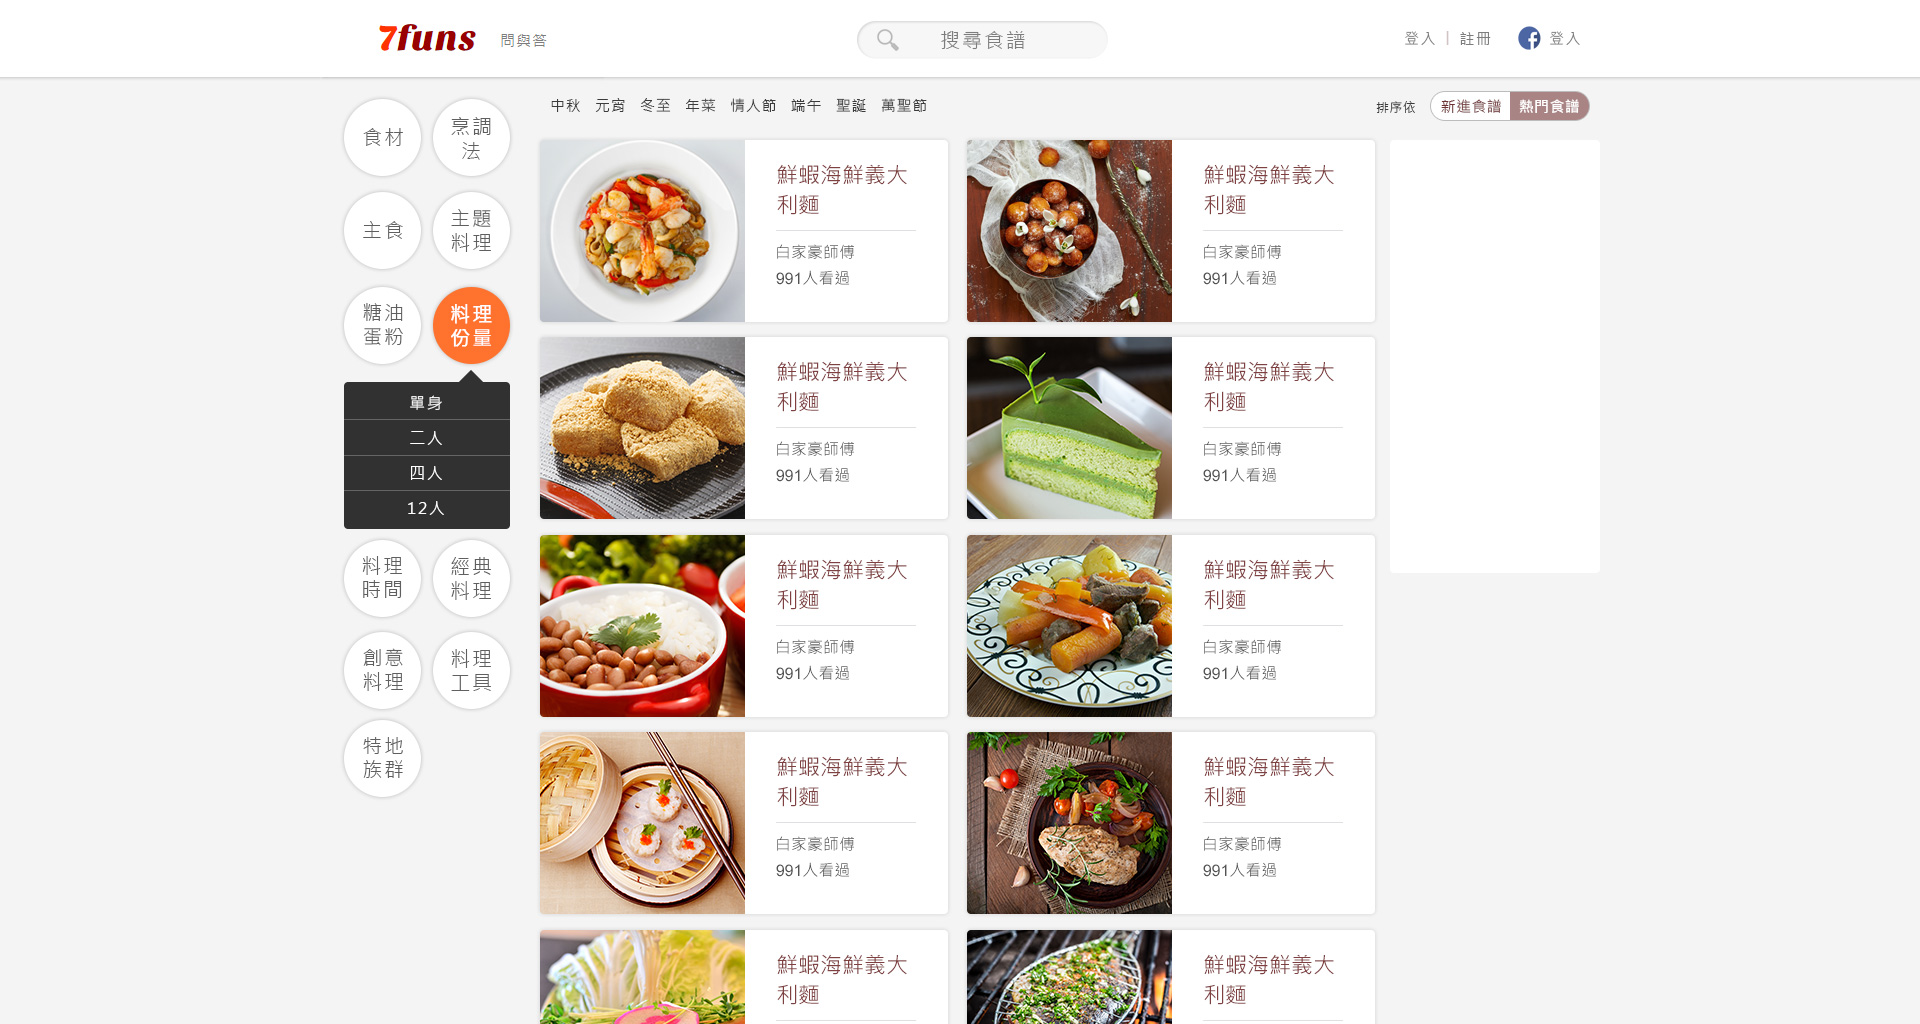 7funs
問與答
搜尋食譜
登入 | 註冊
登入
中秋 元宵 冬至 年菜 情人節 端午 聖誕 萬聖節
排序依
新進食譜 熱門食譜
食材
烹調
法
主食
主題
料理
糖油
蛋粉
料理
份量
單身
二人
四人
12人
料理
時間
經典
料理
創意
料理
料理
工具
特地
族群
鮮蝦海鮮義大
利麵
白家豪師傅
991人看過
鮮蝦海鮮義大
利麵
白家豪師傅
991人看過
鮮蝦海鮮義大
利麵
白家豪師傅
991人看過
鮮蝦海鮮義大
利麵
白家豪師傅
991人看過
鮮蝦海鮮義大
利麵
白家豪師傅
991人看過
鮮蝦海鮮義大
利麵
白家豪師傅
991人看過
鮮蝦海鮮義大
利麵
白家豪師傅
991人看過
鮮蝦海鮮義大
利麵
白家豪師傅
991人看過
鮮蝦海鮮義大
利麵
鮮蝦海鮮義大
利麵